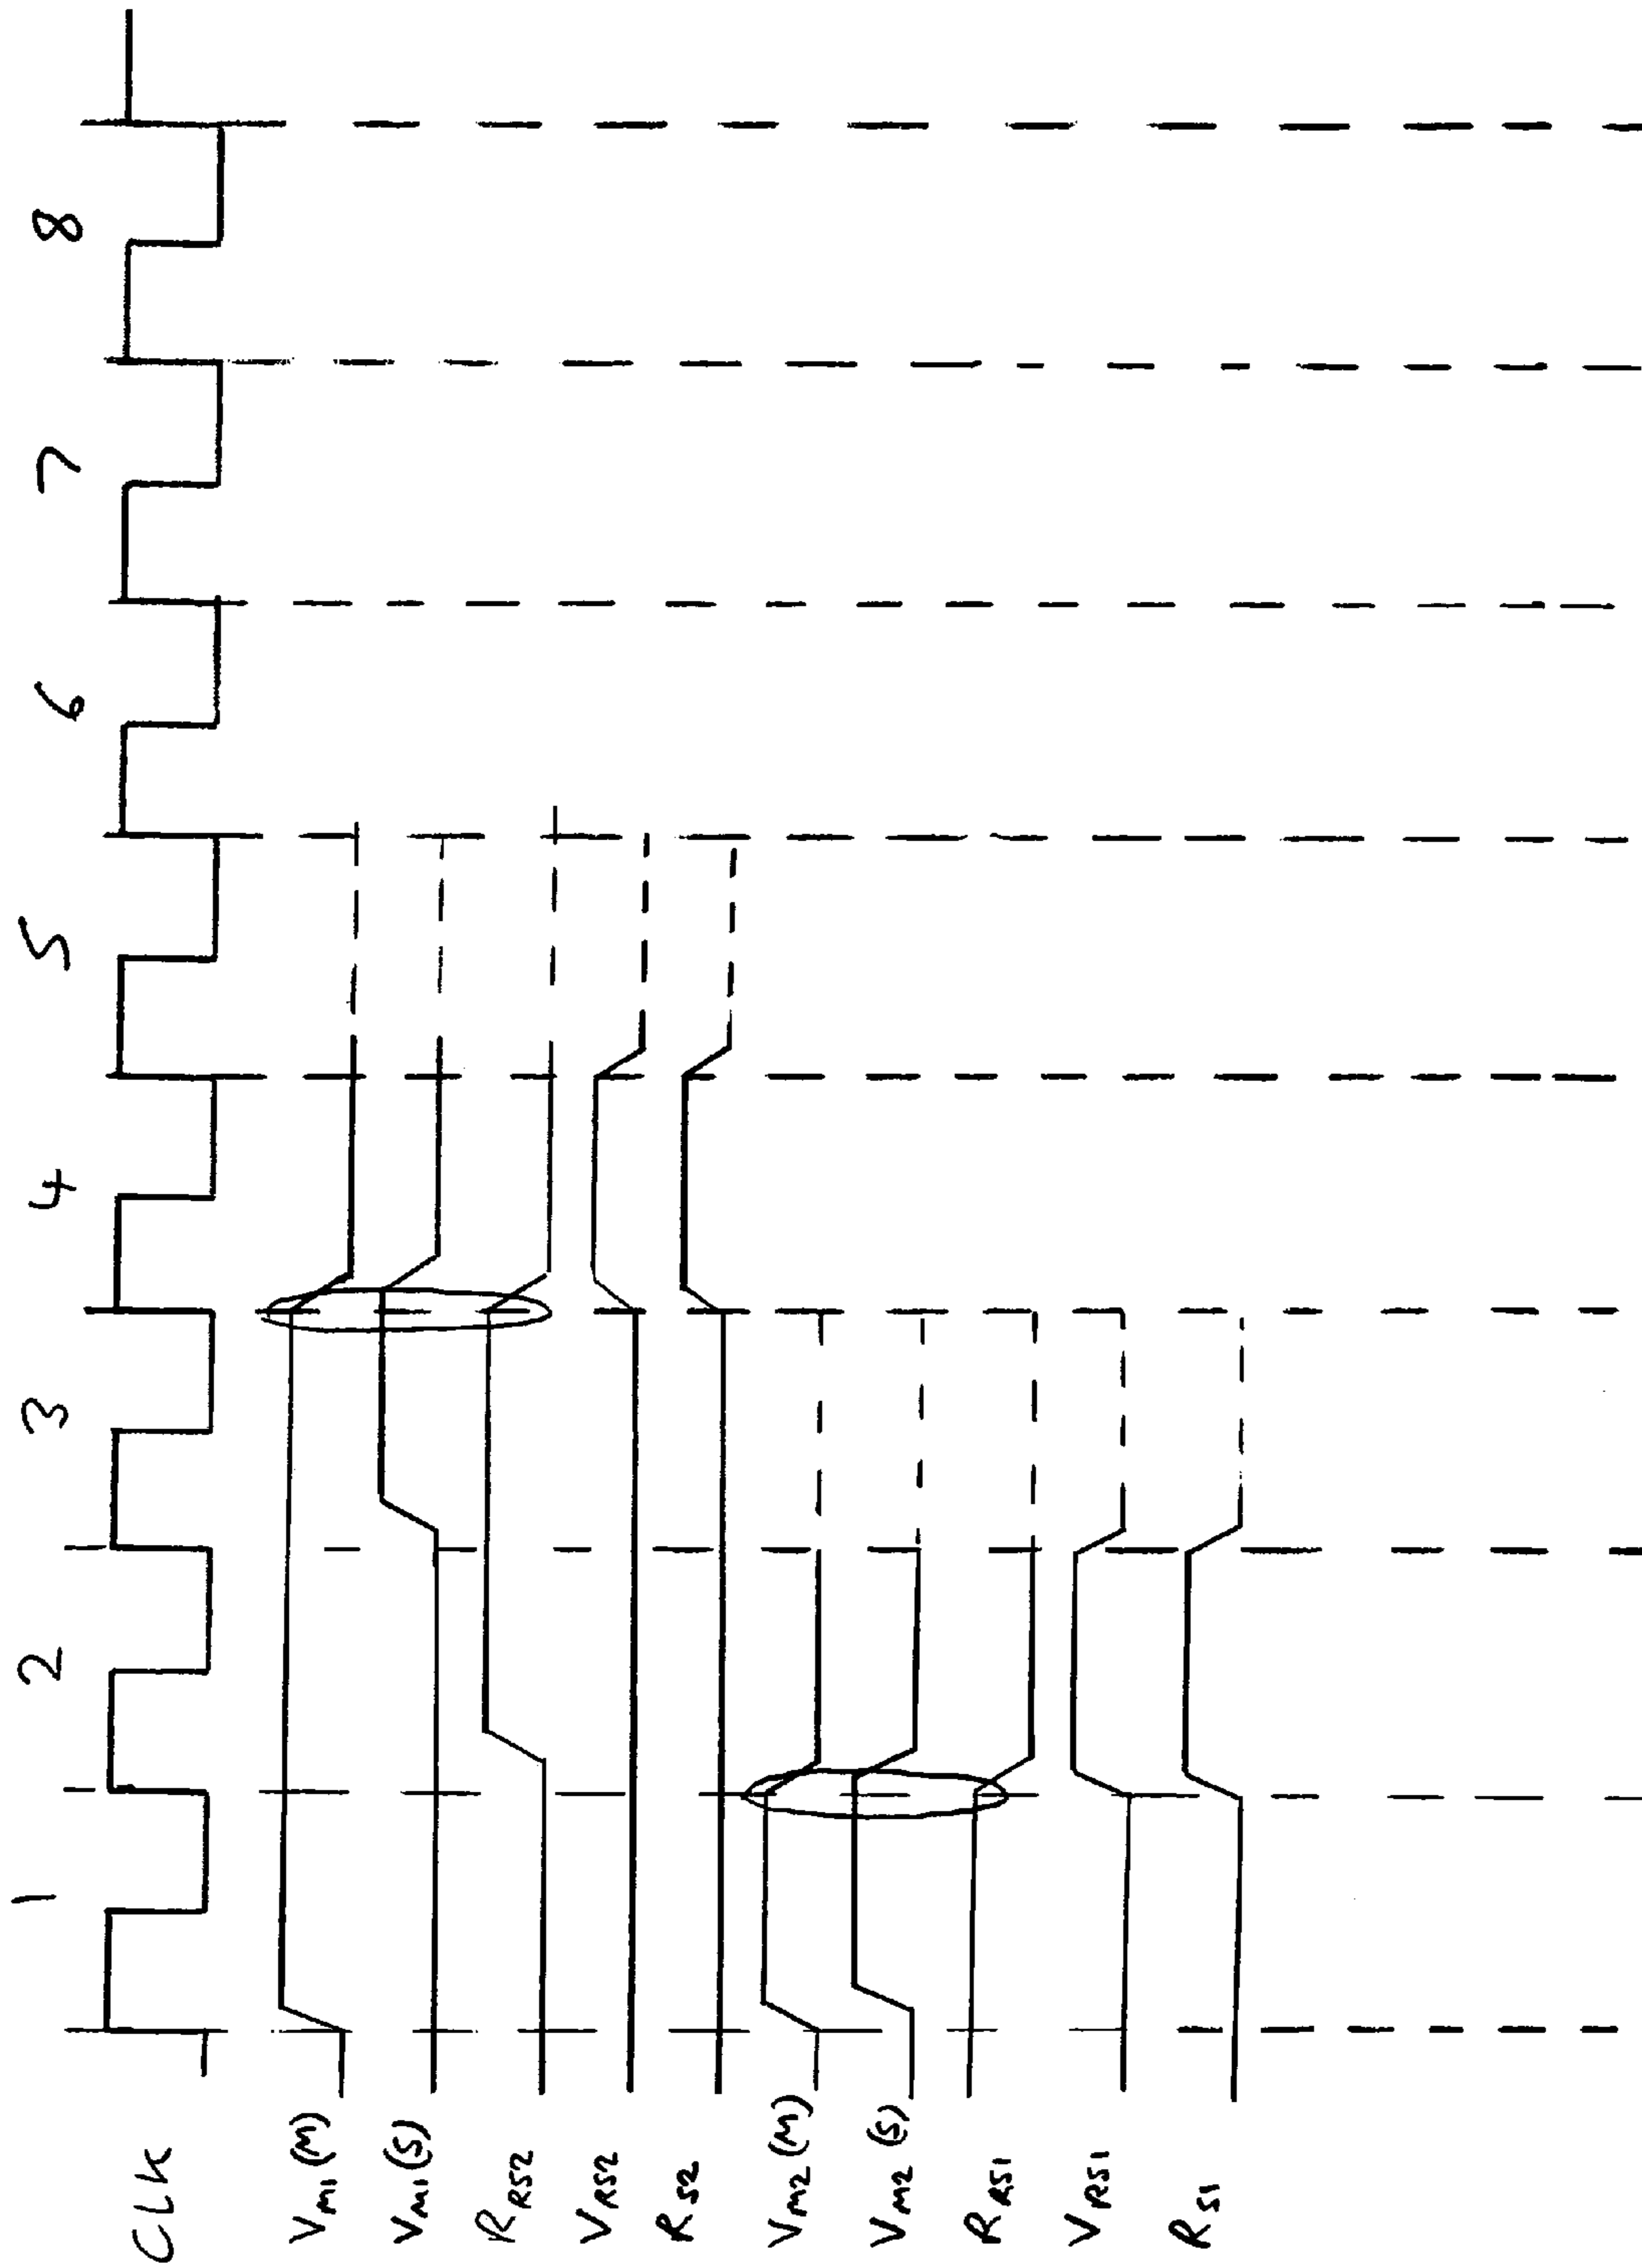 1 2 3 4 5 6 7 8
CLK
VM1 (M)
VM1 (S)
RRS2
VRS2
RS2
VM2 (M)
VM2 (S)
RRS1
VRS1
RS1